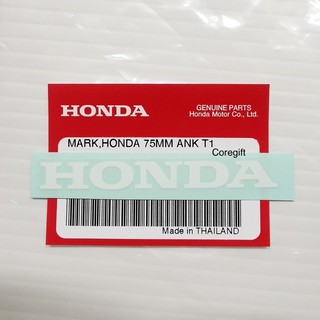 HONDA
GENUINE PARTS
Honda Motor Co., Ltd.
MARK,HONDA 75MM ANK T1
Coregift
HONDA
Made in THAILAND